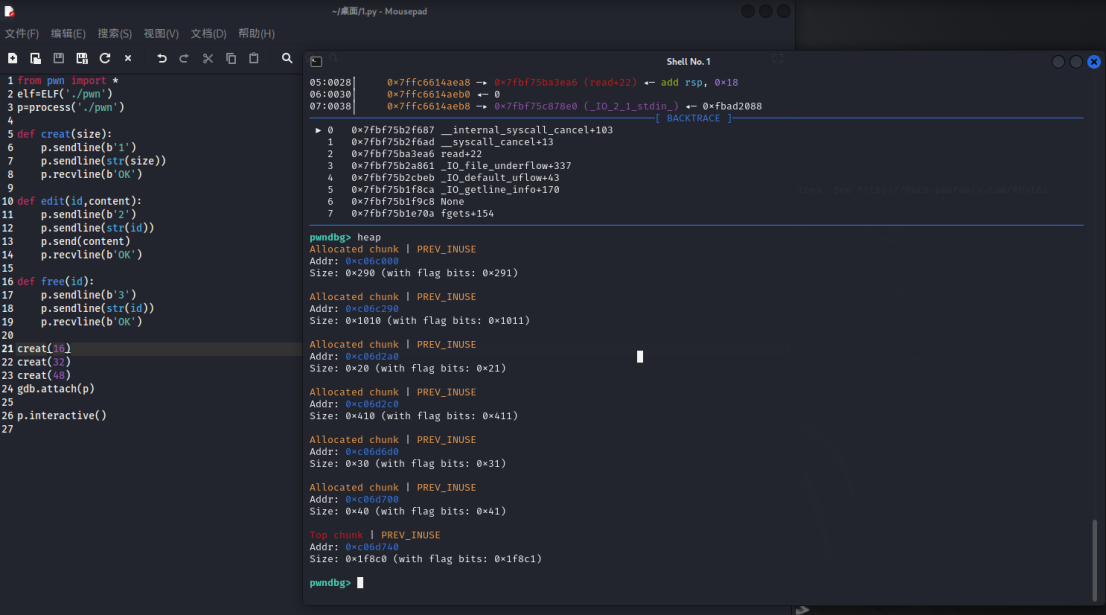 ~/桌面/1.py - Mousepad
文件(F) 编辑(E) 搜索(S) 视图(V) 文档(D) 帮助(H)
1 from pwn import *
2 elf=ELF('./pwn')
3 p=process('./pwn')
4
5 def creat(size):
6     p.sendline(b'1')
7     p.sendline(str(size))
8     p.recvline(b'OK')
9
10 def edit(id,content):
11     p.sendline(b'2')
12     p.sendline(str(id))
13     p.send(content)
14     p.recvline(b'OK')
15
16 def free(id):
17     p.sendline(b'3')
18     p.sendline(str(id))
19     p.recvline(b'OK')
20
21 creat(16)
22 creat(32)
23 creat(48)
24 gdb.attach(p)
25
26 p.interactive()
27
Shell No. 1
05:0028│     0×7ffc6614aea8 —▸ 0×7fbf75ba3ea6 (read+22) ◂— add rsp, 0×18
06:0030│     0×7ffc6614aeb0 ◂— 0
07:0038│     0×7ffc6614aeb8 —▸ 0×7fbf75c878e0 (_IO_2_1_stdin_) ◂— 0×fbad2088
[ BACKTRACE ]
► 0   0×7fbf75b2f687 __internal_syscall_cancel+103
1   0×7fbf75b2f6ad __syscall_cancel+13
2   0×7fbf75ba3ea6 read+22
3   0×7fbf75b2a861 _IO_file_underflow+337
4   0×7fbf75b2cbeb _IO_default_uflow+43
5   0×7fbf75b1f8ca _IO_getline_info+170
6   0×7fbf75b1f9c8 None
7   0×7fbf75b1e70a fgets+154
pwndbg> heap
Allocated chunk | PREV_INUSE
Addr: 0×c06c000
Size: 0×290 (with flag bits: 0×291)
Allocated chunk | PREV_INUSE
Addr: 0×c06c290
Size: 0×1010 (with flag bits: 0×1011)
Allocated chunk | PREV_INUSE
Addr: 0×c06d2a0
Size: 0×20 (with flag bits: 0×21)
Allocated chunk | PREV_INUSE
Addr: 0×c06d2c0
Size: 0×410 (with flag bits: 0×411)
Allocated chunk | PREV_INUSE
Addr: 0×c06d6d0
Size: 0×30 (with flag bits: 0×31)
Allocated chunk | PREV_INUSE
Addr: 0×c06d700
Size: 0×40 (with flag bits: 0×41)
Top chunk | PREV_INUSE
Addr: 0×c06d740
Size: 0×1f8c0 (with flag bits: 0×1f8c1)
pwndbg>